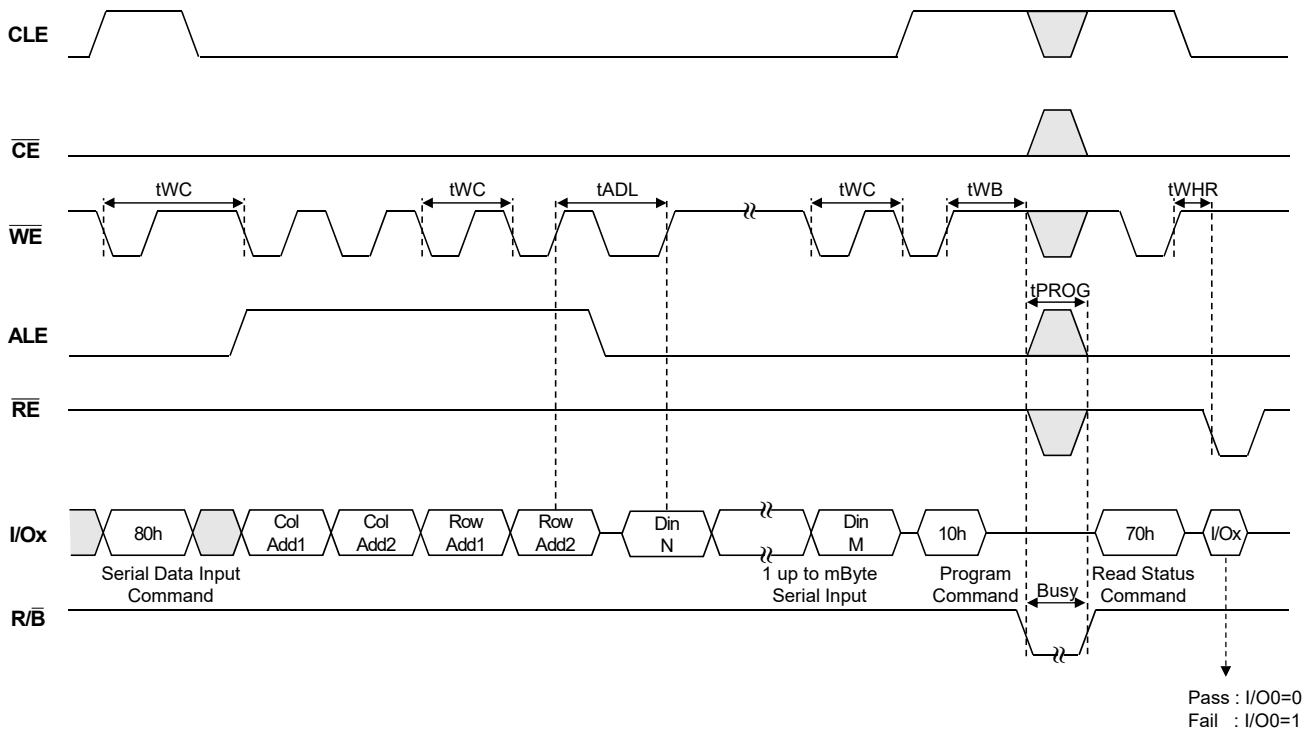 CLE
CE
tWC
tWC
tADL
tWC
tWB
tWHR
WE
tPROG
ALE
RE
I/Ox
80h
Col
Add1
Col
Add2
Row
Add1
Row
Add2
Din
N
Din
M
10h
70h
I/Ox
Serial Data Input
Command
1 up to mByte
Serial Input
Program
Command
Busy
Read Status
Command
R/B
Pass : I/O0=0
Fail : I/O0=1